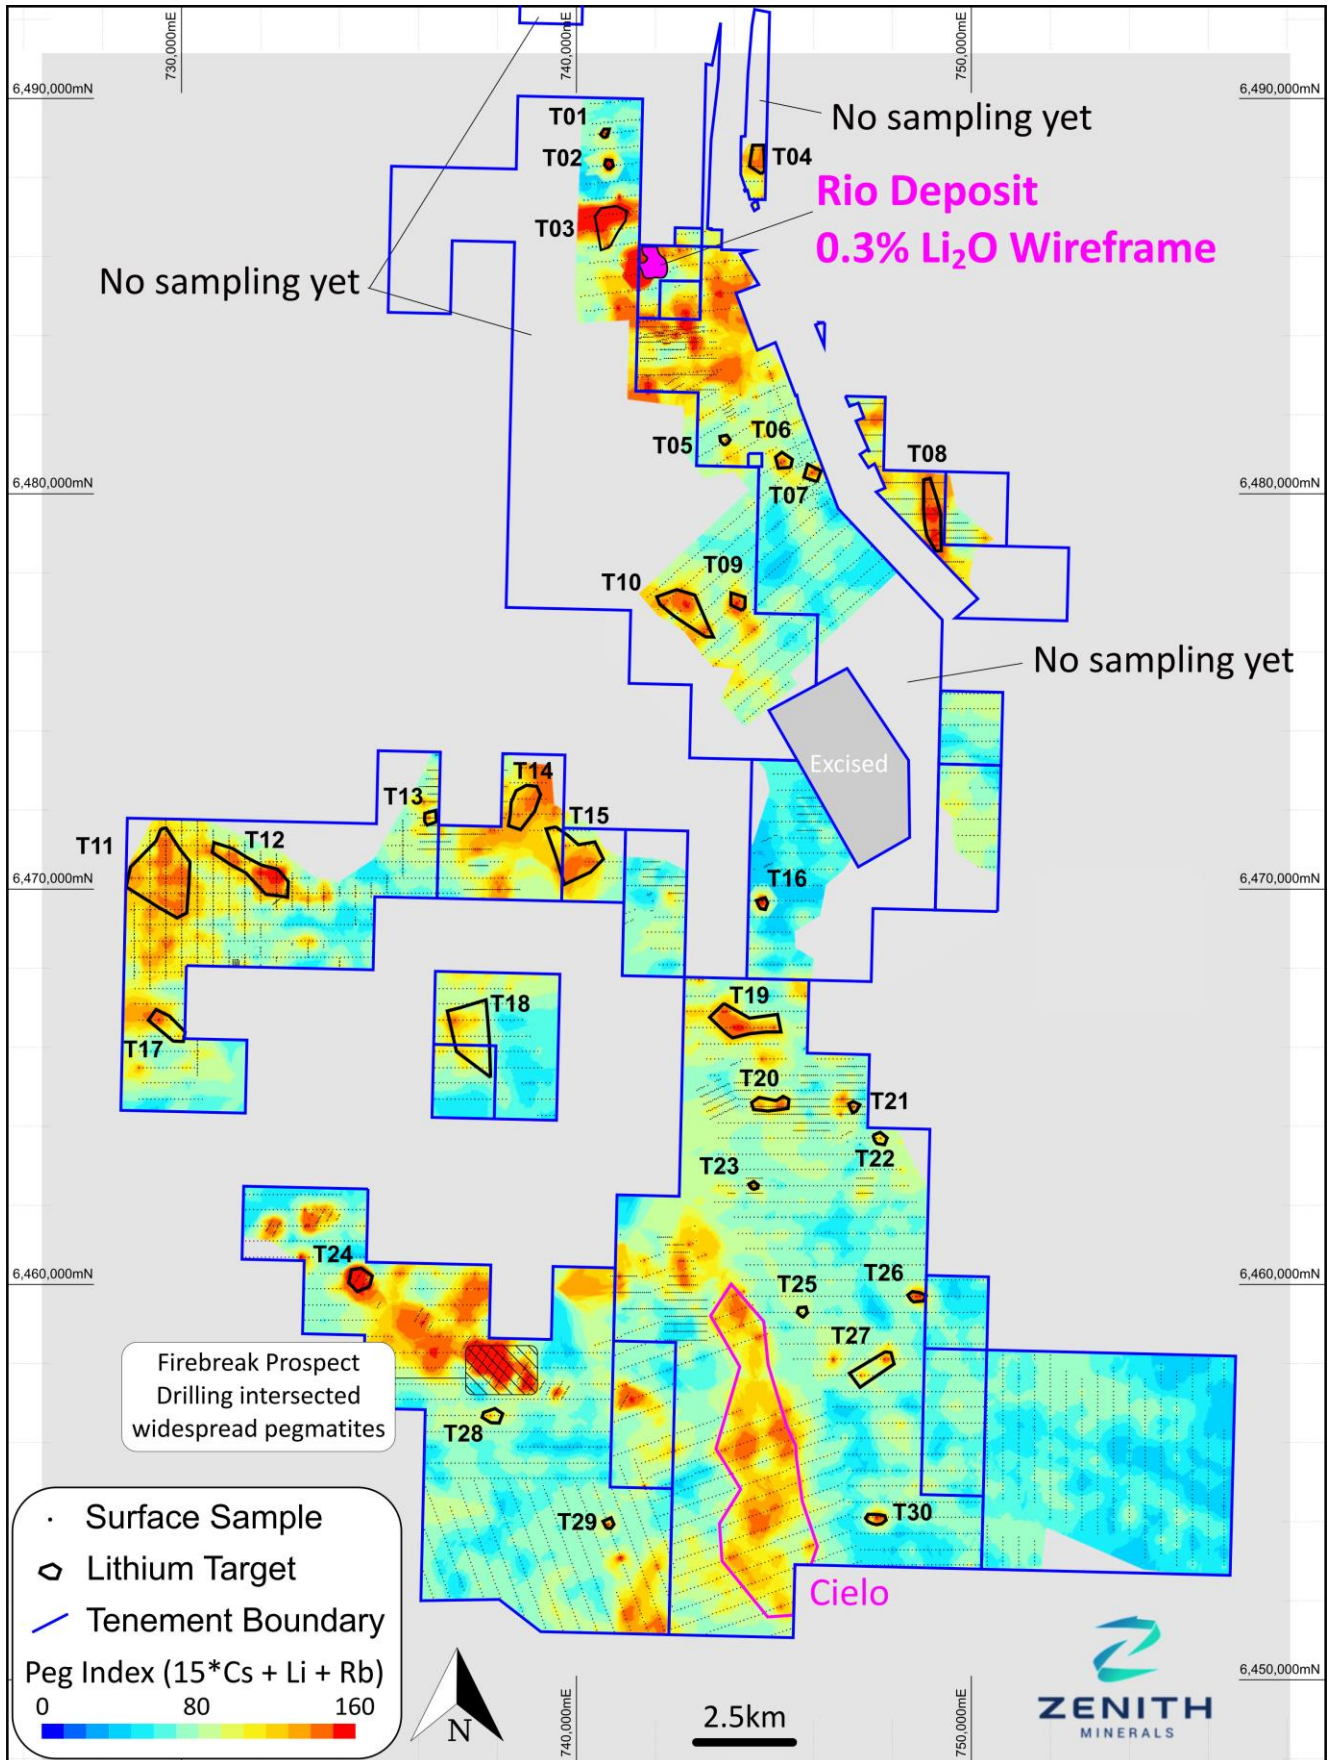 730,000mE
740,000mE
750,000mE
6,490,000mN
6,490,000mN
T01
No sampling yet
T02
T04
Rio Deposit
0.3% Li₂O Wireframe
T03
No sampling yet
T05
T06
T08
6,480,000mN
6,480,000mN
T07
T09
T10
No sampling yet
Excised
T14
T13
T15
T11
T12
6,470,000mN
6,470,000mN
T16
T18
T19
T17
T20
T21
T22
T23
T24
T25
T26
6,460,000mN
6,460,000mN
T27
Firebreak Prospect
Drilling intersected
widespread pegmatites
T28
T29
T30
Cielo
Surface Sample
Lithium Target
Tenement Boundary
Peg Index (15*Cs + Li + Rb)
0 80 160
N
2.5km
ZENITH
MINERALS
6,450,000mN
740,000mE
750,000mE